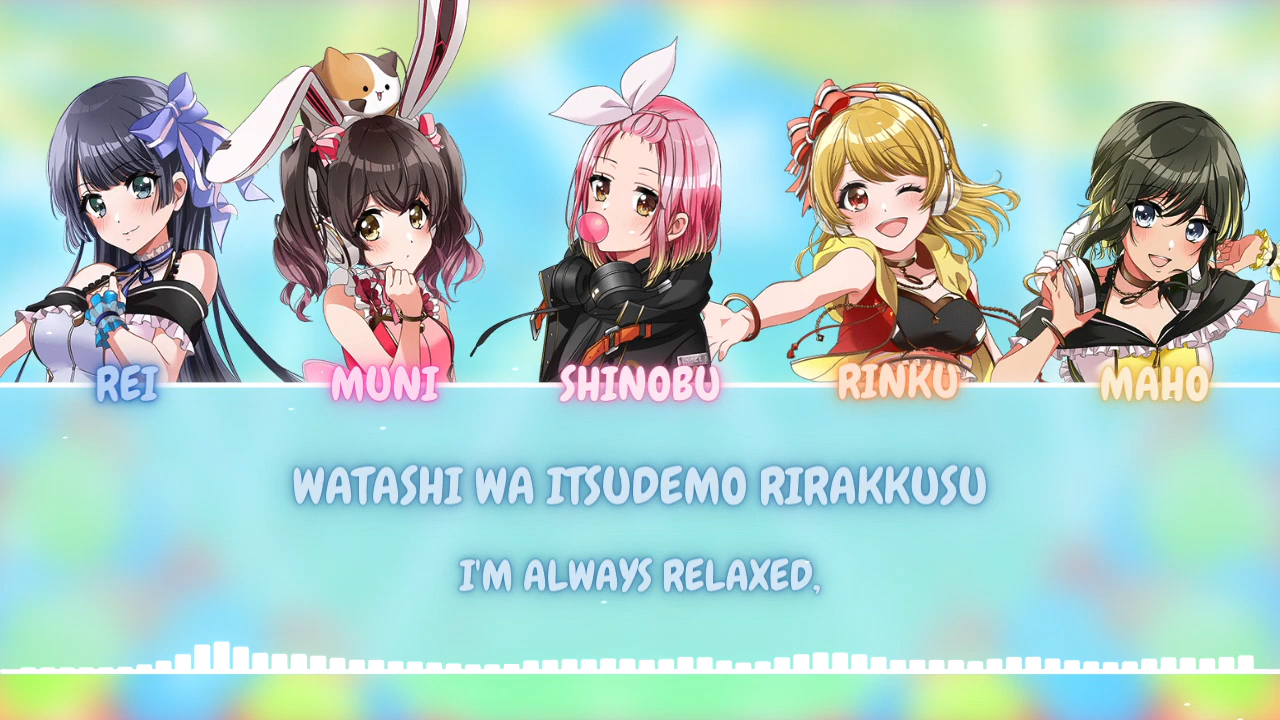 REI MUNI SHINOBU RINKU MAHO
WATASHI WA ITSUDEMO RIRAKKUSU
I'M ALWAYS RELAXED,